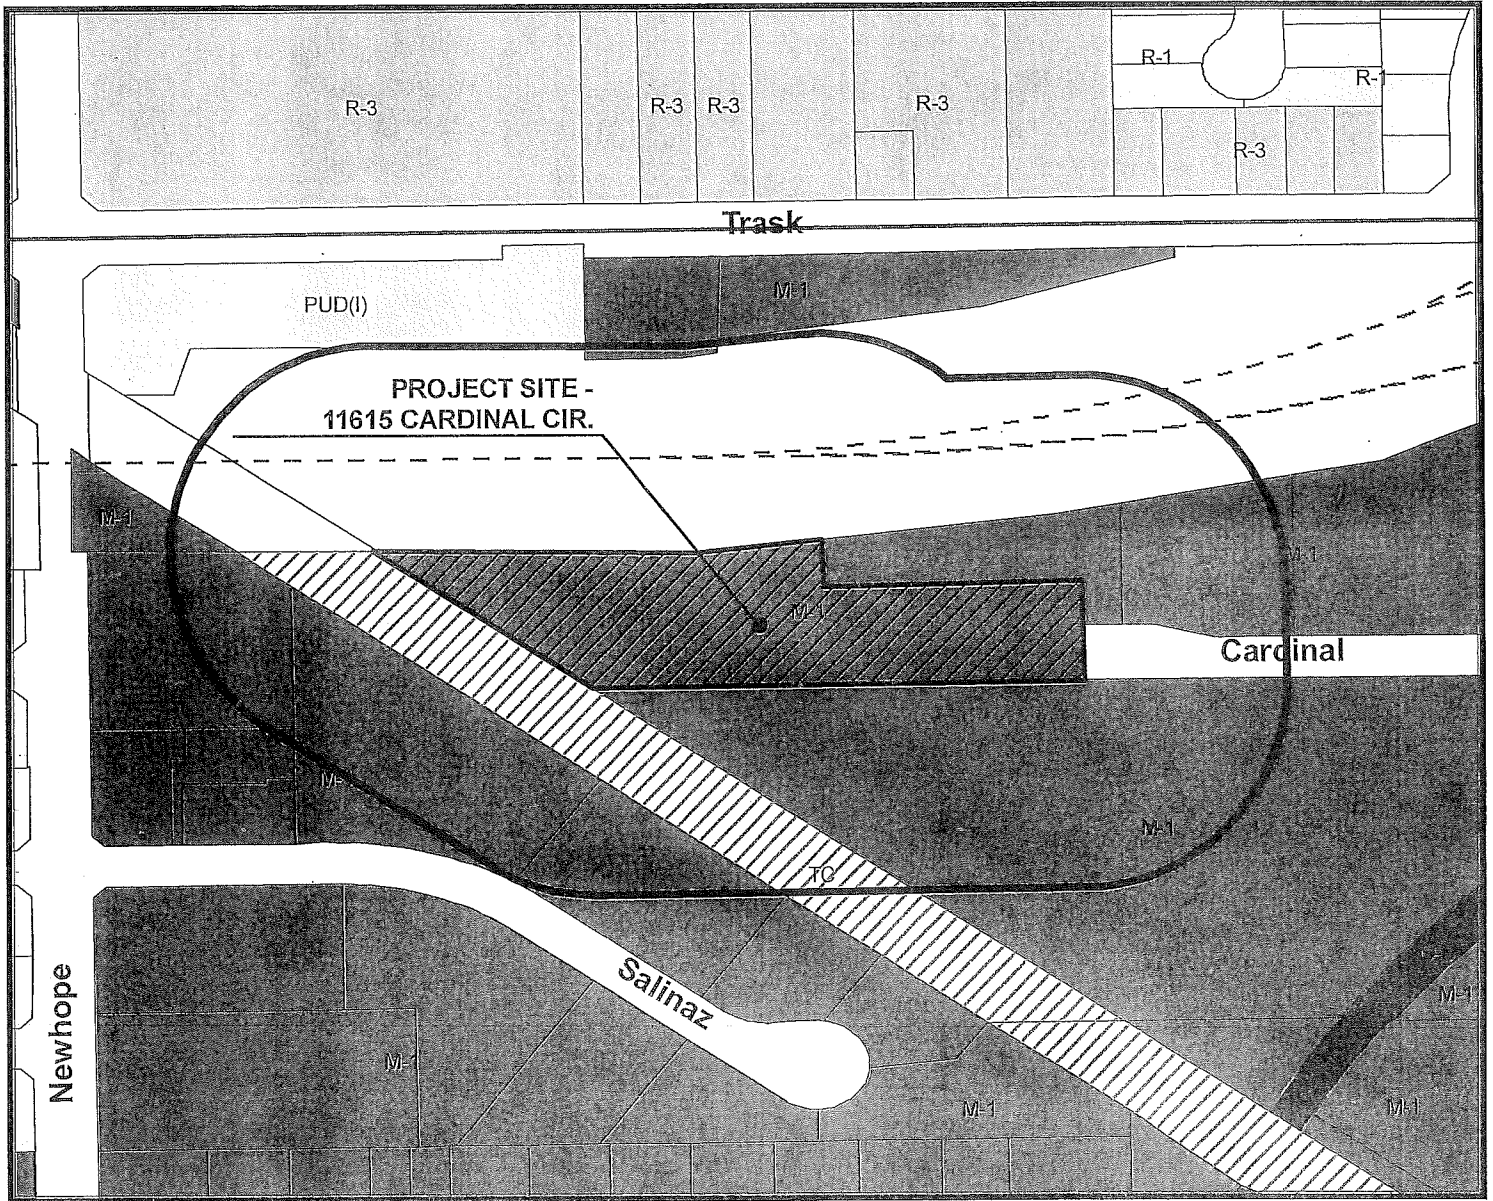 R-1
R-1
R-3
R-3
R-3
R-3
R-3
Trask
PUD(I)
M-1
PROJECT SITE -
11615 CARDINAL CIR.
M-1
M-1
M-1
Cardinal
M-1
TC
Salinaz
Newhope
M-1
M-1
M-1
M-1